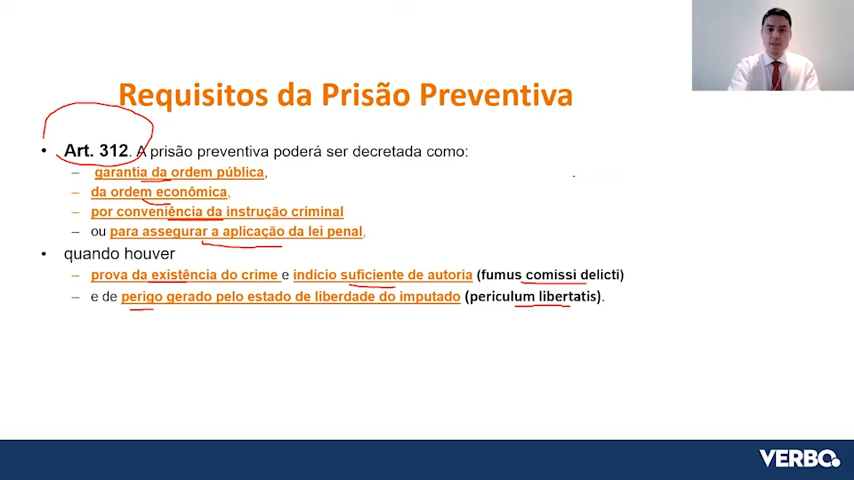 Requisitos da Prisão Preventiva
• Art. 312. A prisão preventiva poderá ser decretada como:
– garantia da ordem pública,
– da ordem econômica,
– por conveniência da instrução criminal
– ou para assegurar a aplicação da lei penal,
• quando houver
– prova da existência do crime e indício suficiente de autoria (fumus comissi delicti)
– e de perigo gerado pelo estado de liberdade do imputado (periculum libertatis).
VERBO